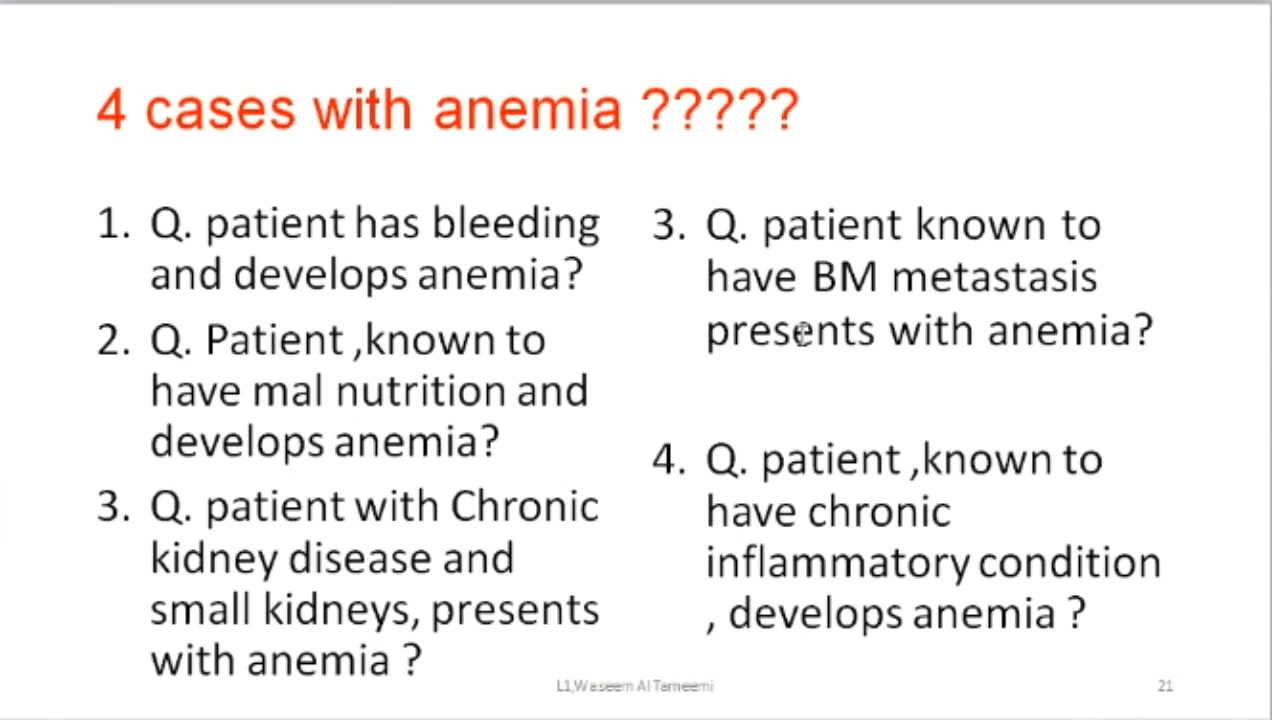 4 cases with anemia ?????
1. Q. patient has bleeding
and develops anemia?
2. Q. Patient ,known to
have mal nutrition and
develops anemia?
3. Q. patient with Chronic
kidney disease and
small kidneys, presents
with anemia ?
3. Q. patient known to
have BM metastasis
presents with anemia?
4. Q. patient ,known to
have chronic
inflammatory condition
, develops anemia ?
L1,Waseem Al Tameemi
21